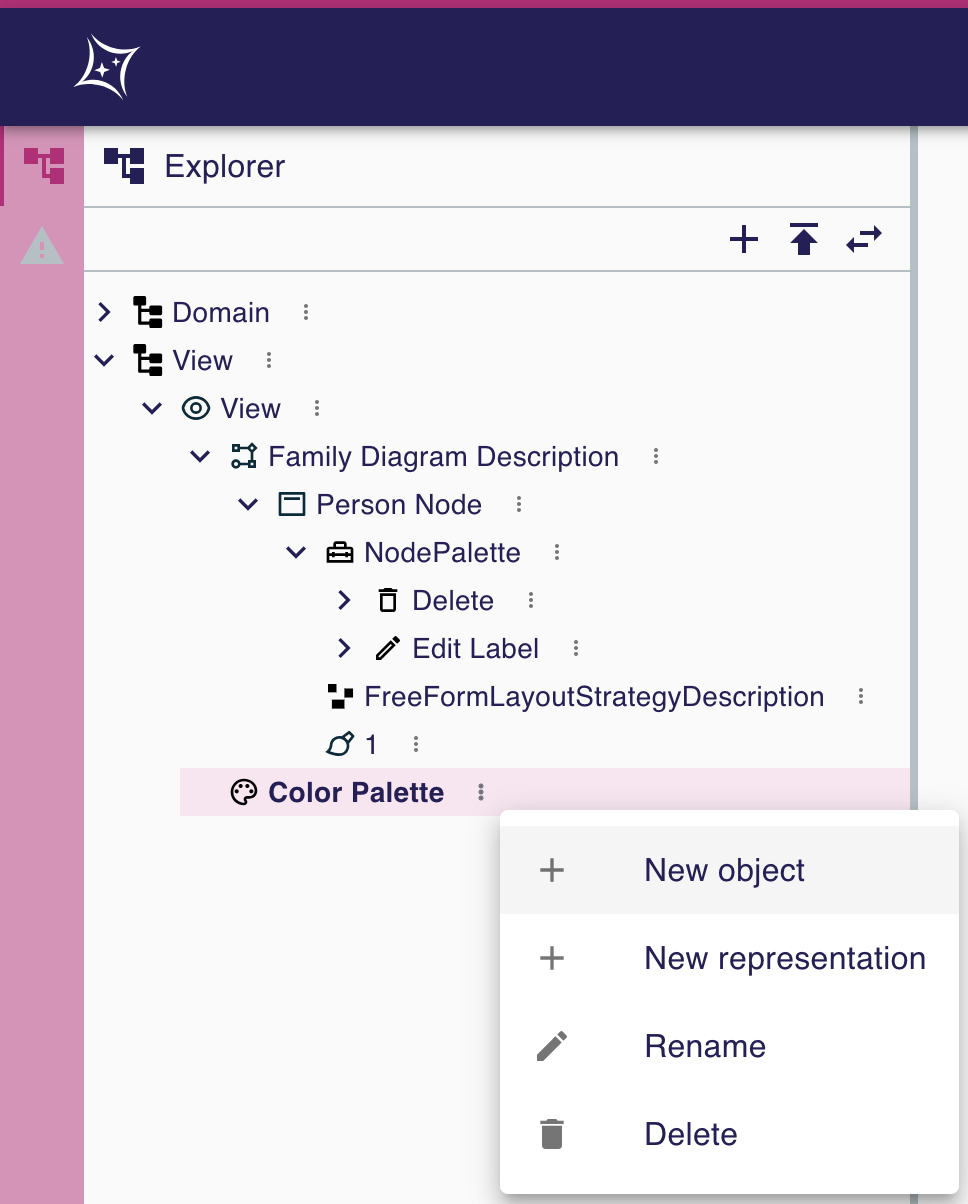 Explorer
Domain
View
View
Family Diagram Description
Person Node
NodePalette
Delete
Edit Label
FreeFormLayoutStrategyDescription
1
Color Palette
New object
New representation
Rename
Delete